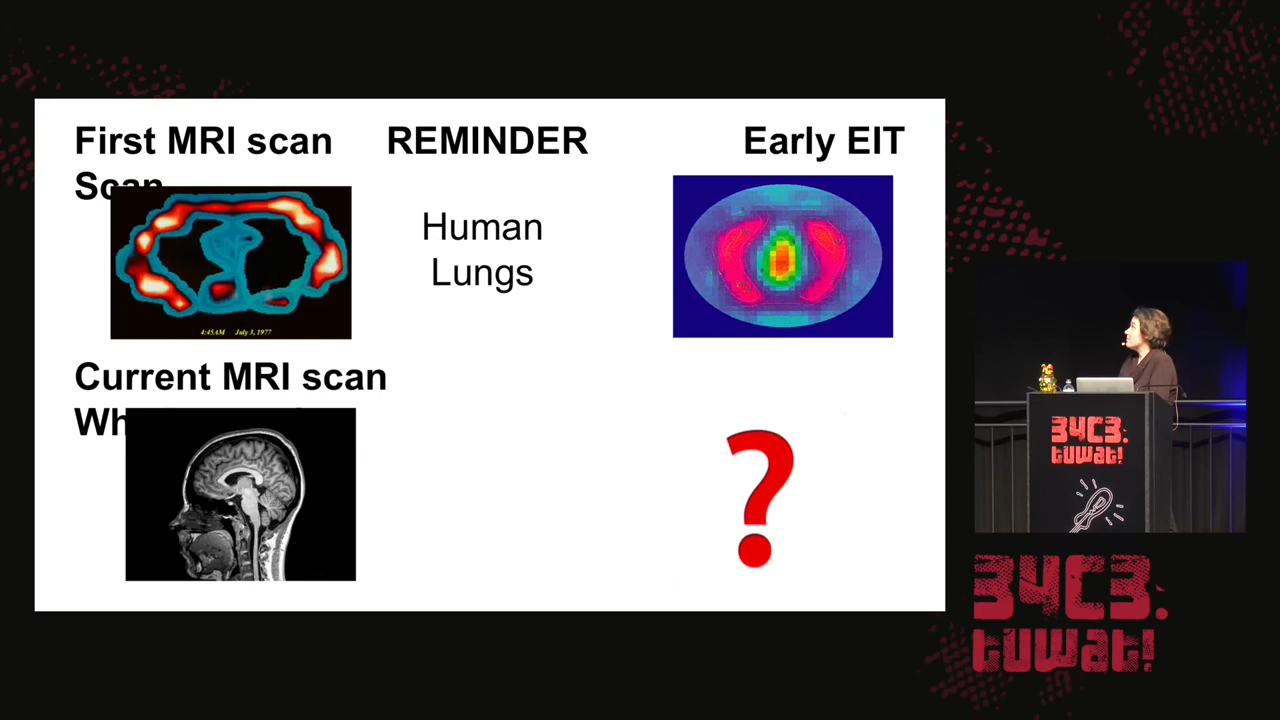 First MRI scan
REMINDER
Early EIT
Scan
Human
Lungs
4:45AM July 3, 1977
Current MRI scan
34C3.
tuwat!
34C3.
tuwat!